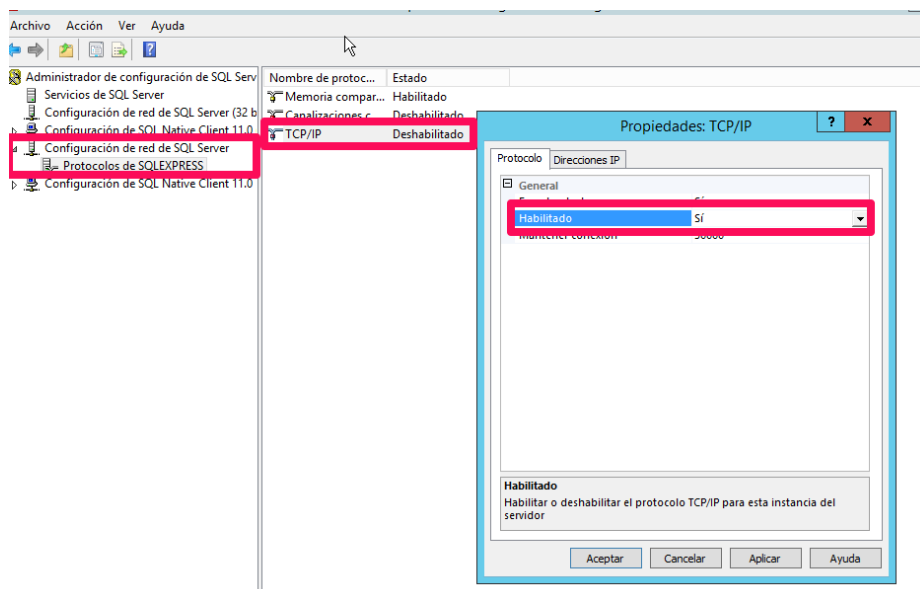 Archivo Acción Ver Ayuda
Administrador de configuración de SQL Serv
Servicios de SQL Server
Configuración de red de SQL Server (32 b
Configuración de SQL Native Client 11.0
Configuración de red de SQL Server
Protocolos de SQLEXPRESS
Configuración de SQL Native Client 11.0
Nombre de protoc... Estado
Memoria compar... Habilitado
Canalizaciones c... Deshabilitado
TCP/IP Deshabilitado
Propiedades: TCP/IP ? x
Protocolo Direcciones IP
General
Habilitado Sí
Mantener conexión 30000
Habilitado
Habilitar o deshabilitar el protocolo TCP/IP para esta instancia del
servidor
Aceptar Cancelar Aplicar Ayuda